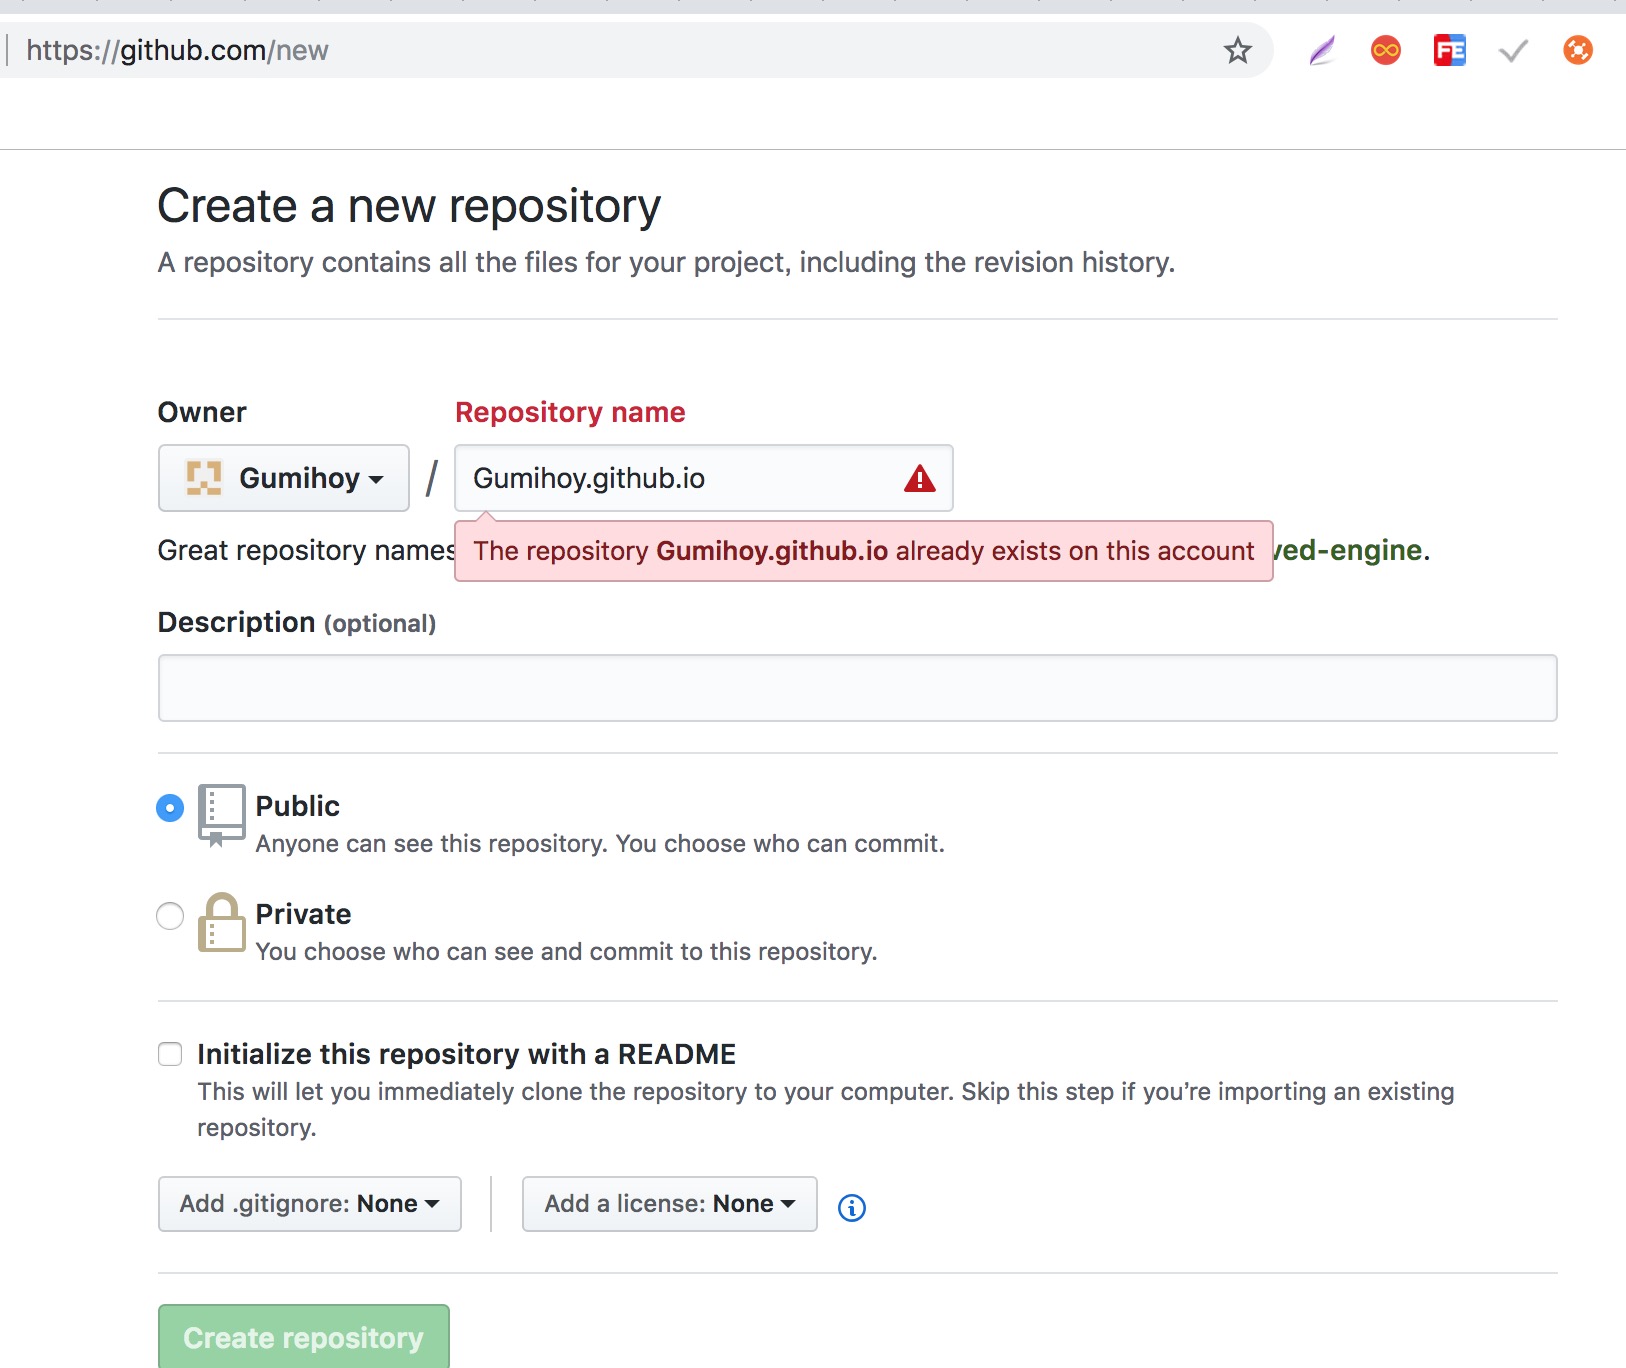 https://github.com/new
FE
Create a new repository
A repository contains all the files for your project, including the revision history.
Owner
Repository name
Gumihoy
/
Gumihoy.github.io
Great repository names
The repository Gumihoy.github.io already exists on this account
ved-engine.
Description (optional)
Public
Anyone can see this repository. You choose who can commit.
Private
You choose who can see and commit to this repository.
Initialize this repository with a README
This will let you immediately clone the repository to your computer. Skip this step if you’re importing an existing
repository.
Add .gitignore: None
Add a license: None
Create repository